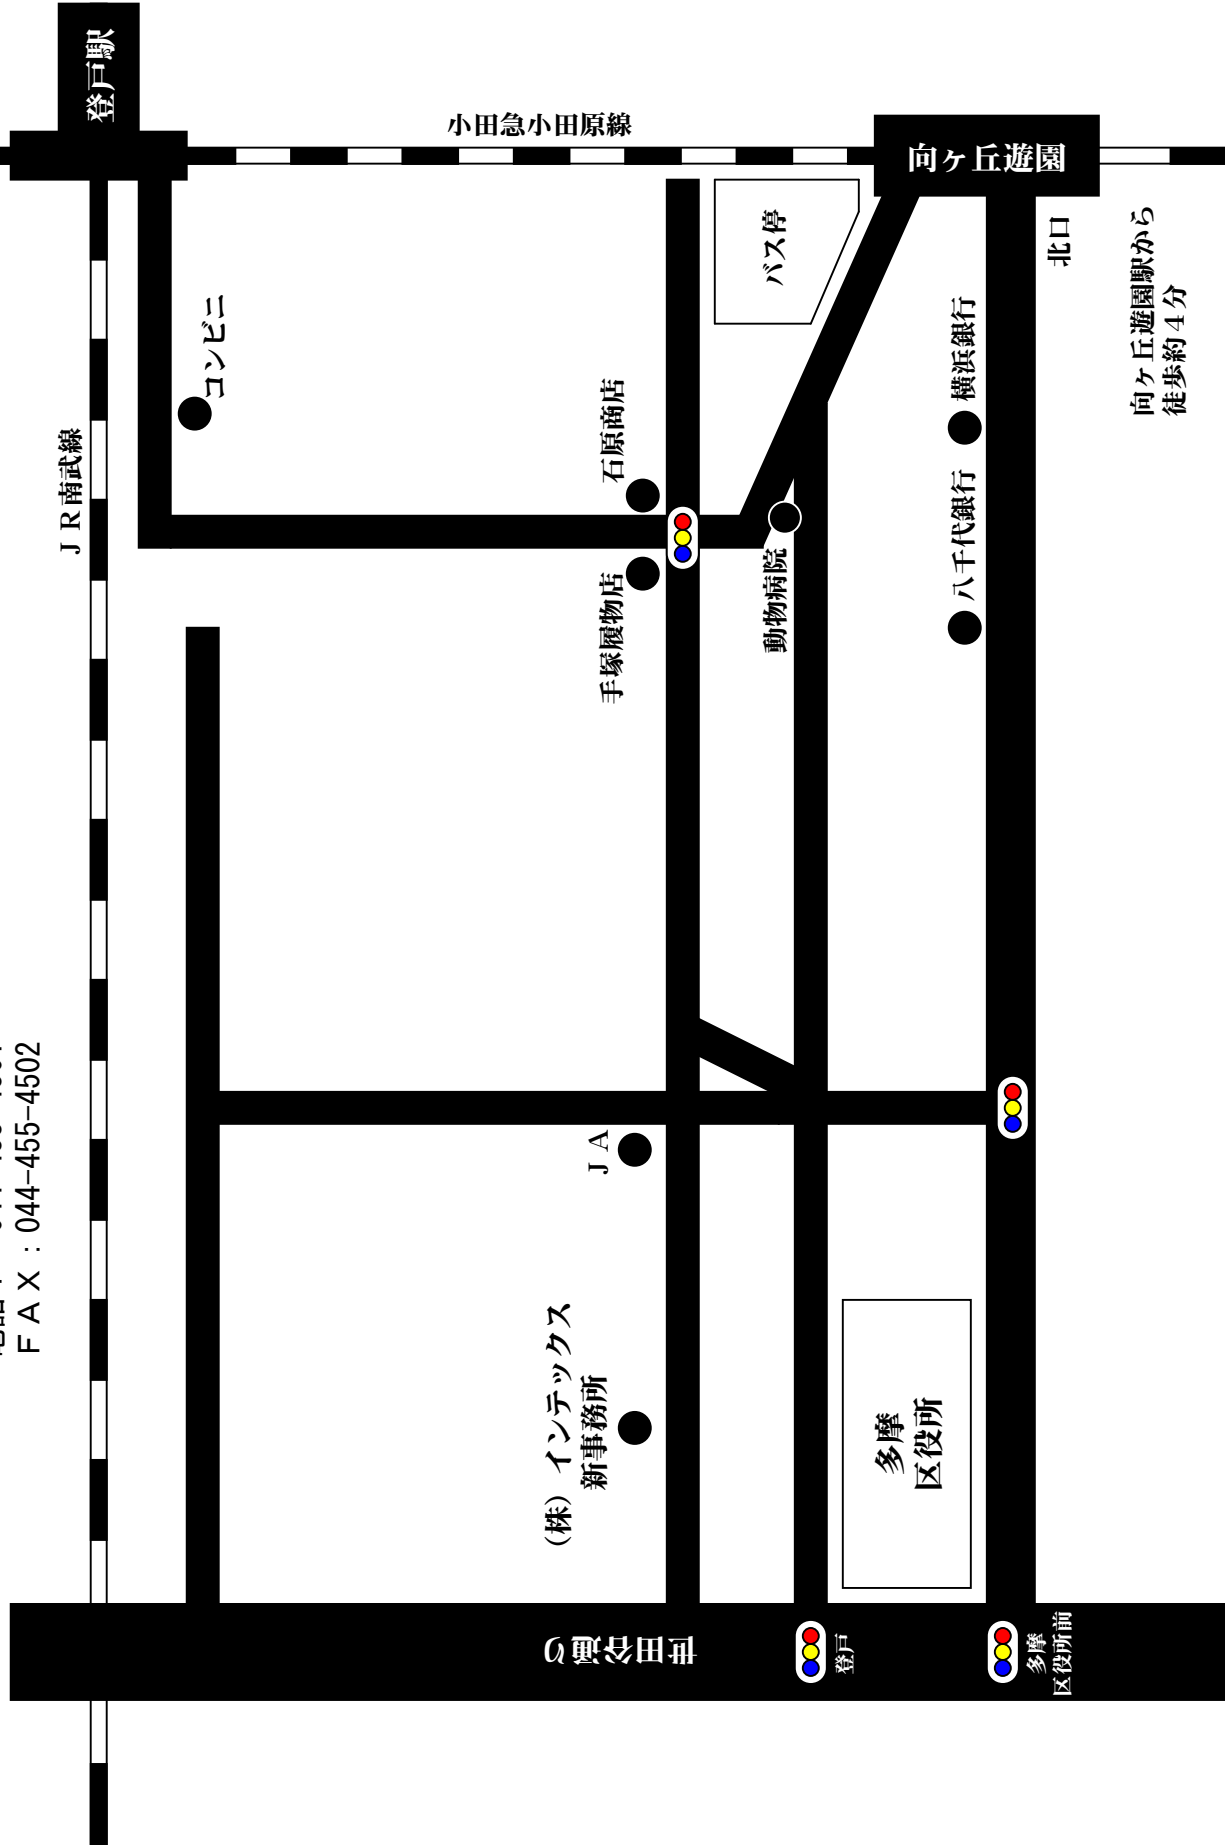 登戸駅
小田急小田原線
向ヶ丘遊園
北口
バス停
向ヶ丘遊園駅から
徒歩約４分
コンビニ
ＪＲ南武線
石原商店
手塚履物店
動物病院
横浜銀行
八千代銀行
ＦＡＸ：044-455-4502
ＪＡ
（株）インテックス
新事務所
多摩
区役所
世田谷通り
登戸
多摩
区役所前